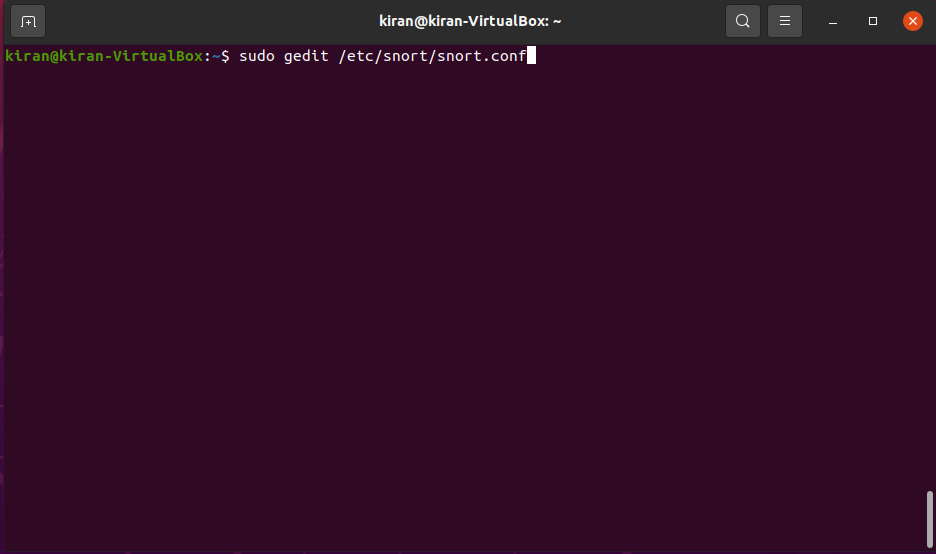 kiran@kiran-VirtualBox: ~
kiran@kiran-VirtualBox:~$ sudo gedit /etc/snort/snort.conf